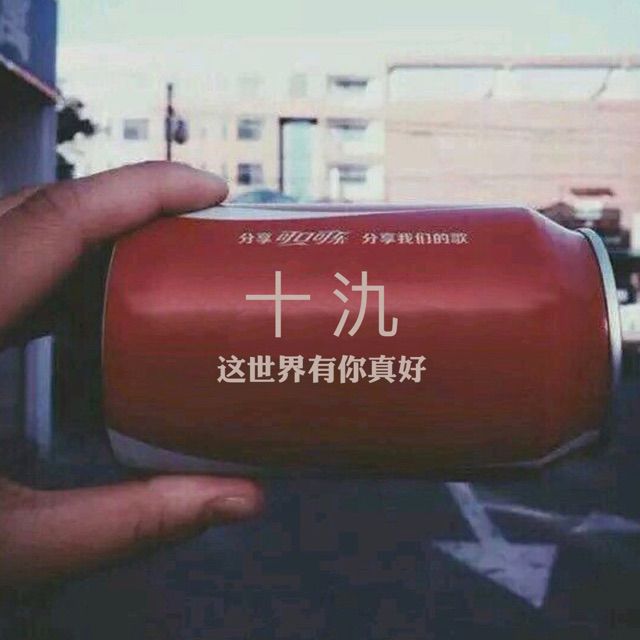 分享 可口可乐 分享我们的歌
十氿
这世界有你真好